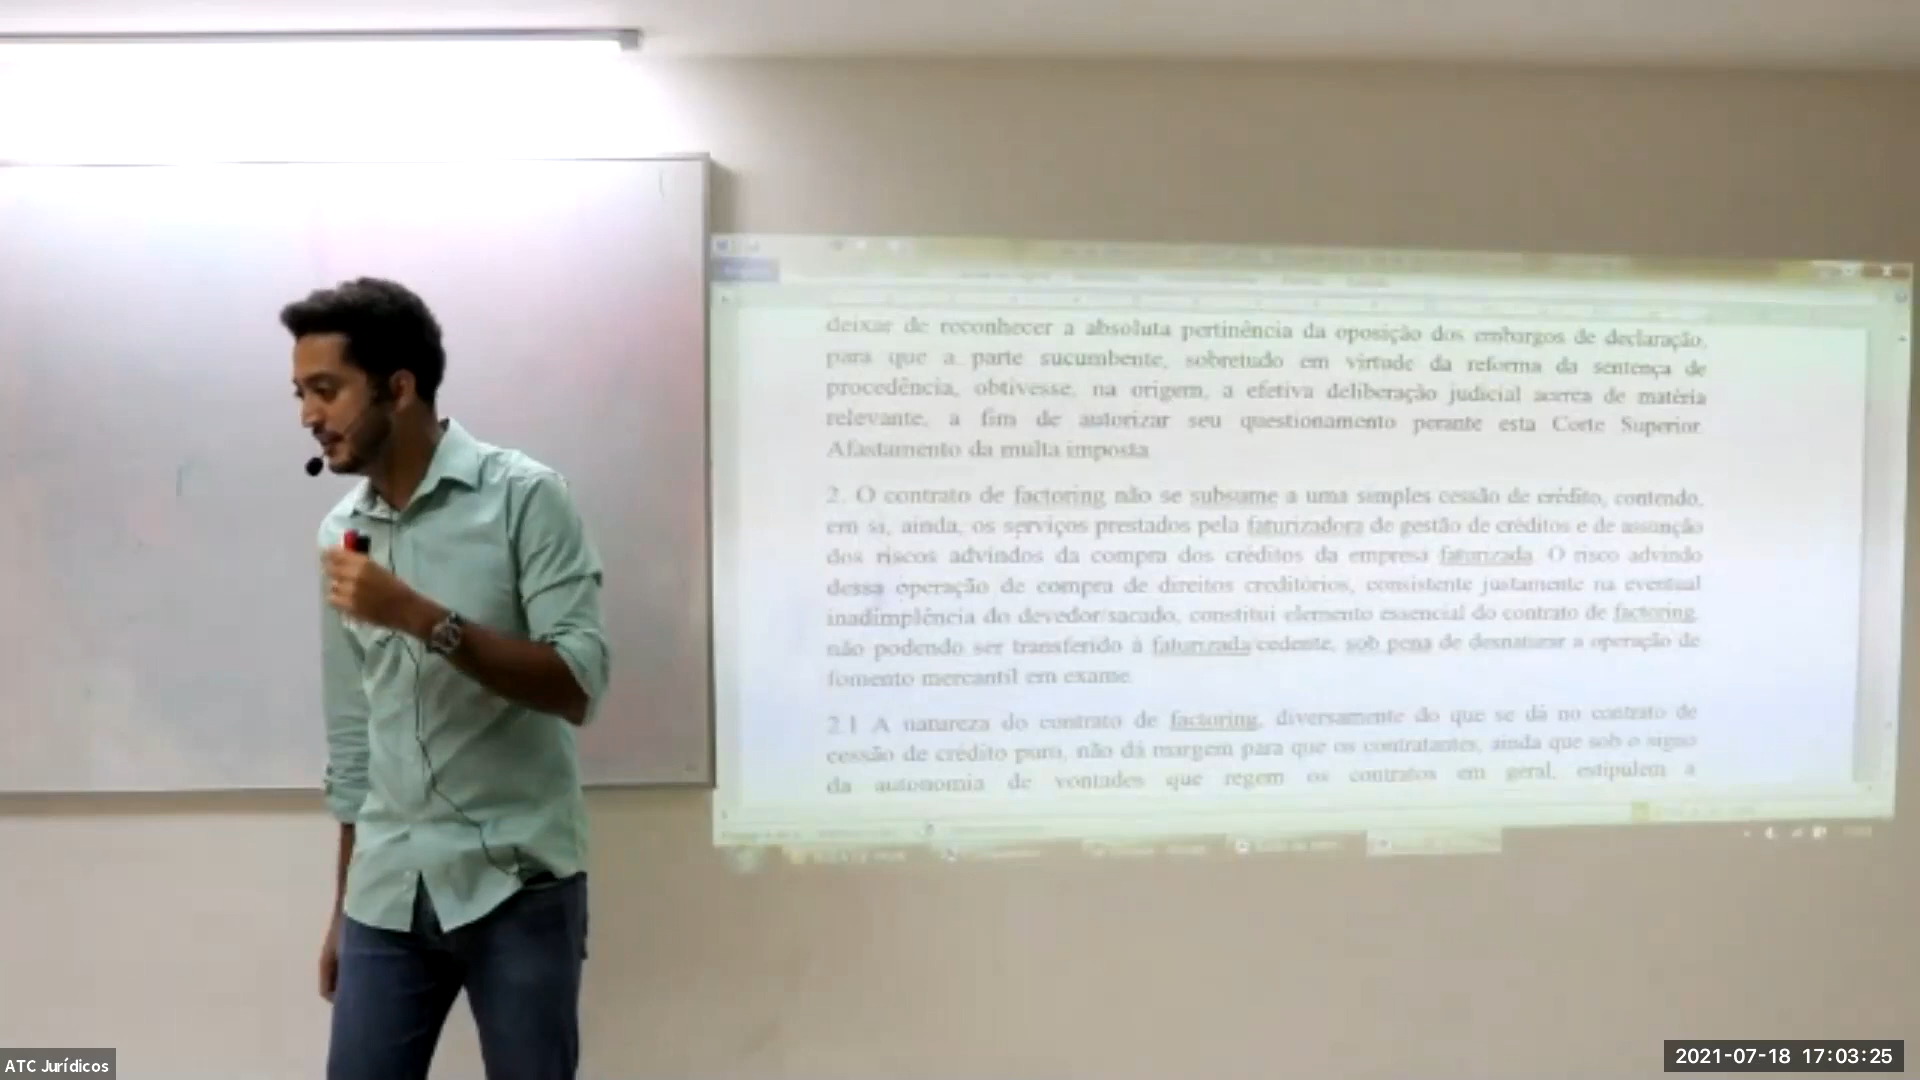 deixar de reconhecer a absoluta pertinência da oposição dos embargos de declaração,
para que a parte sucumbente, sobretudo em virtude da reforma da sentença de
procedência, obtivesse, na origem, a efetiva deliberação judicial acerca de matéria
relevante, a fim de autorizar seu questionamento perante esta Corte Superior.
Afastamento da multa imposta.
2. O contrato de factoring não se subsume a uma simples cessão de crédito, contendo,
em si, ainda, os serviços prestados pela faturizadora de gestão de créditos e de assunção
dos riscos advindos da compra dos créditos da empresa faturizada. O risco advindo
dessa operação de compra de direitos creditórios, consistente justamente na eventual
inadimplência do devedor/sacado, constitui elemento essencial do contrato de factoring,
não podendo ser transferido à faturizada/cedente, sob pena de desnaturar a operação de
fomento mercantil em exame.
2.1 A natureza do contrato de factoring, diversamente do que se dá no contrato de
cessão de crédito puro, não dá margem para que os contratantes, ainda que sob o signo
da autonomia de vontades que regem os contratos em geral, estipulem a
ATC Jurídicos
2021-07-18 17:03:25